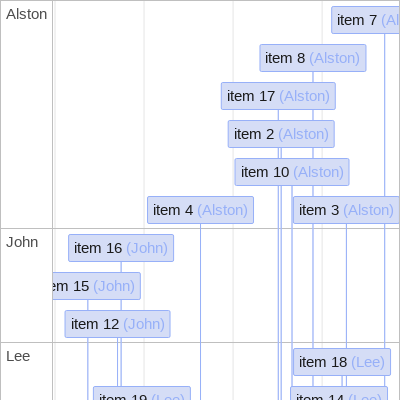 Alston
item 7 (Al
item 8 (Alston)
item 17 (Alston)
item 2 (Alston)
item 10 (Alston)
item 4 (Alston)
item 3 (Alston)
John
item 16 (John)
em 15 (John)
item 12 (John)
Lee
item 18 (Lee)
item 19 (Lee)
item 14 (Lee)